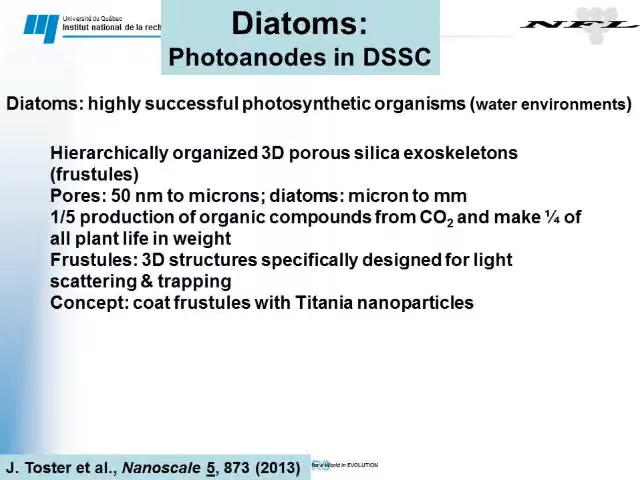 Université du Québec
Institut national de la rech
Diatoms:
Photoanodes in DSSC
NFL
Diatoms: highly successful photosynthetic organisms (water environments)
Hierarchically organized 3D porous silica exoskeletons
(frustules)
Pores: 50 nm to microns; diatoms: micron to mm
1/5 production of organic compounds from CO2 and make ¼ of
all plant life in weight
Frustules: 3D structures specifically designed for light
scattering & trapping
Concept: coat frustules with Titania nanoparticles
J. Toster et al., Nanoscale 5, 873 (2013)
for a World in EVOLUTION